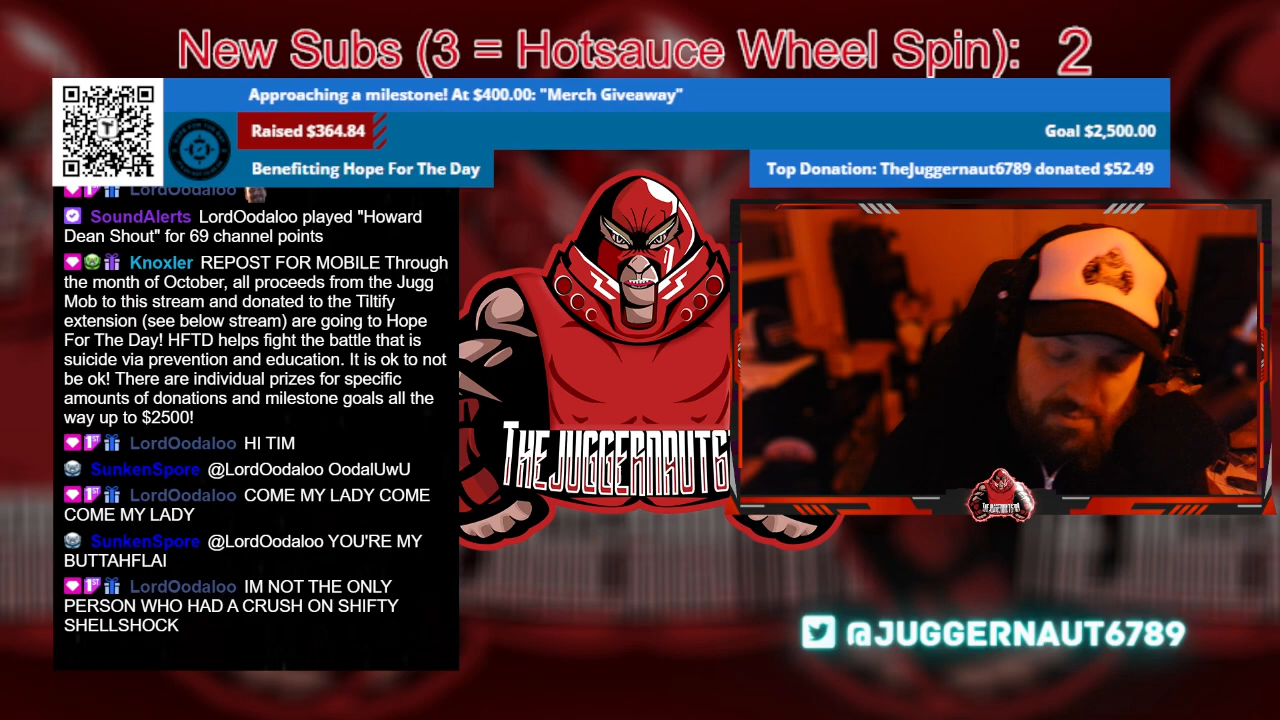 New Subs (3 = Hotsauce Wheel Spin): 2
Approaching a milestone! At $400.00: "Merch Giveaway"
Raised $364.84
Goal $2,500.00
Benefitting Hope For The Day
Top Donation: TheJuggernaut6789 donated $52.49
LordOodaloo
SoundAlerts LordOodaloo played "Howard
Dean Shout" for 69 channel points
Knoxler REPOST FOR MOBILE Through
the month of October, all proceeds from the Jugg
Mob to this stream and donated to the Tiltify
extension (see below stream) are going to Hope
For The Day! HFTD helps fight the battle that is
suicide via prevention and education. It is ok to not
be ok! There are individual prizes for specific
amounts of donations and milestone goals all the
way up to $2500!
1ST LordOodaloo HI TIM
SunkenSpore @LordOodaloo OodalUwU
1ST LordOodaloo COME MY LADY COME
COME MY LADY
SunkenSpore @LordOodaloo YOU'RE MY
BUTTAHFLAI
1ST LordOodaloo IM NOT THE ONLY
PERSON WHO HAD A CRUSH ON SHIFTY
SHELLSHOCK
THEJUGGERNAUT6
@JUGGERNAUT6789